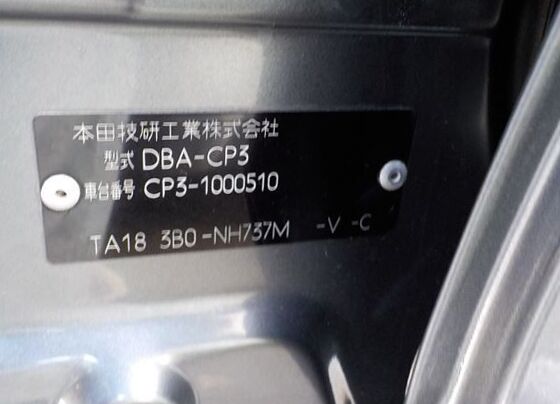 本田技研工業株式会社
型式 DBA-CP3
車台番号 CP3-1000510
TA18 3B0-NH737M -V -C